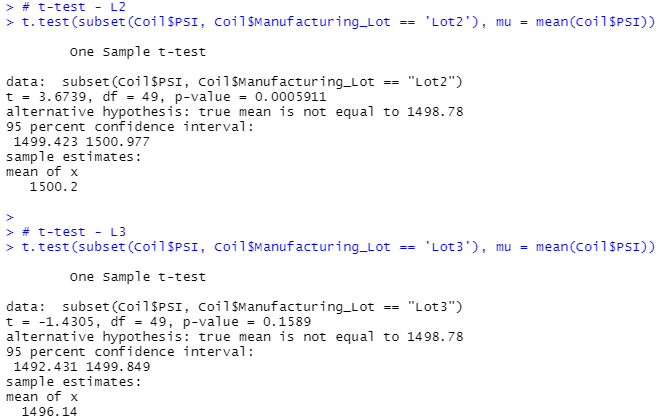 > # t-test - L2
> t.test(subset(Coil$PSI, Coil$Manufacturing_Lot == 'Lot2'), mu = mean(Coil$PSI))
One Sample t-test
data:  subset(Coil$PSI, Coil$Manufacturing_Lot == "Lot2")
t = 3.6739, df = 49, p-value = 0.0005911
alternative hypothesis: true mean is not equal to 1498.78
95 percent confidence interval:
1499.423 1500.977
sample estimates:
mean of x
1500.2
>
> # t-test - L3
> t.test(subset(Coil$PSI, Coil$Manufacturing_Lot == 'Lot3'), mu = mean(Coil$PSI))
One Sample t-test
data:  subset(Coil$PSI, Coil$Manufacturing_Lot == "Lot3")
t = -1.4305, df = 49, p-value = 0.1589
alternative hypothesis: true mean is not equal to 1498.78
95 percent confidence interval:
1492.431 1499.849
sample estimates:
mean of x
1496.14